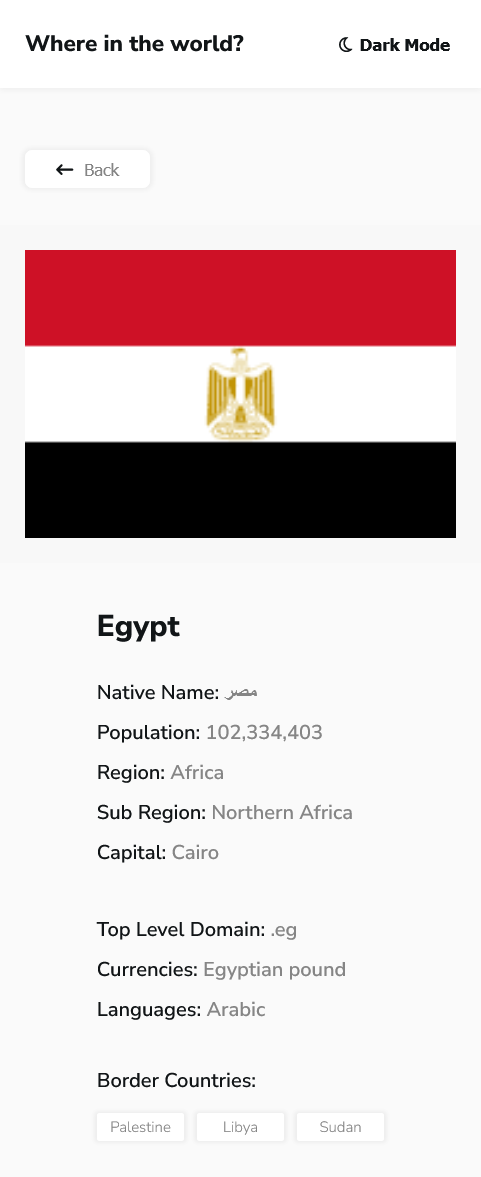 Where in the world?
Dark Mode
Back
Egypt
Native Name: مصر
Population: 102,334,403
Region: Africa
Sub Region: Northern Africa
Capital: Cairo
Top Level Domain: .eg
Currencies: Egyptian pound
Languages: Arabic
Border Countries:
Palestine Libya Sudan